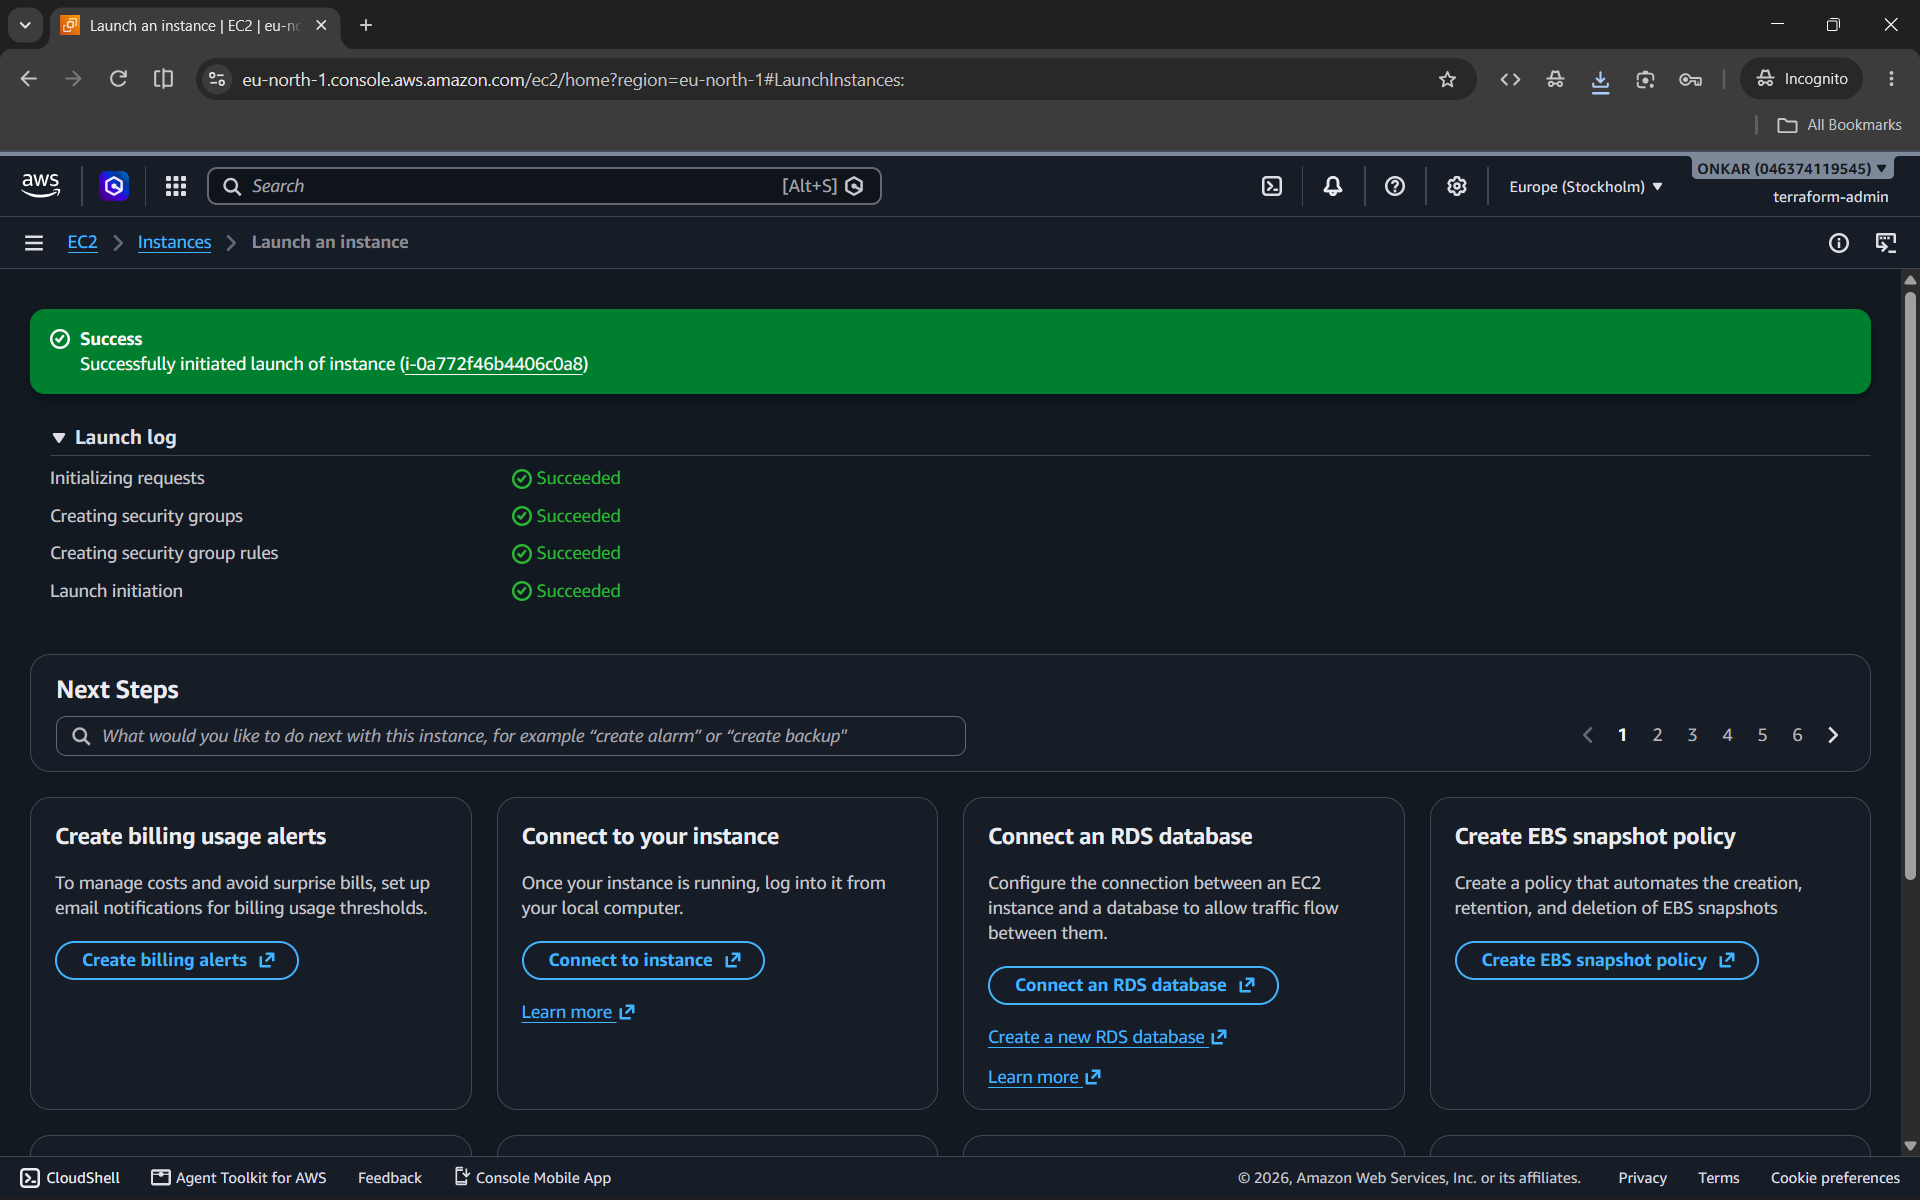 Launch an instance | EC2 | eu-no
eu-north-1.console.aws.amazon.com/ec2/home?region=eu-north-1#LaunchInstances:
Incognito
All Bookmarks
aws
Search
[Alt+S]
Europe (Stockholm)
ONKAR (046374119545)
terraform-admin
EC2
Instances
Launch an instance
Success
Successfully initiated launch of instance (i-0a772f46b4406c0a8)
Launch log
Initializing requests
Succeeded
Creating security groups
Succeeded
Creating security group rules
Succeeded
Launch initiation
Succeeded
Next Steps
What would you like to do next with this instance, for example “create alarm” or “create backup"
1 2 3 4 5 6
Create billing usage alerts
To manage costs and avoid surprise bills, set up
email notifications for billing usage thresholds.
Create billing alerts
Connect to your instance
Once your instance is running, log into it from
your local computer.
Connect to instance
Learn more
Connect an RDS database
Configure the connection between an EC2
instance and a database to allow traffic flow
between them.
Connect an RDS database
Create a new RDS database
Learn more
Create EBS snapshot policy
Create a policy that automates the creation,
retention, and deletion of EBS snapshots
Create EBS snapshot policy
CloudShell
Agent Toolkit for AWS
Feedback
Console Mobile App
© 2026, Amazon Web Services, Inc. or its affiliates.
Privacy
Terms
Cookie preferences